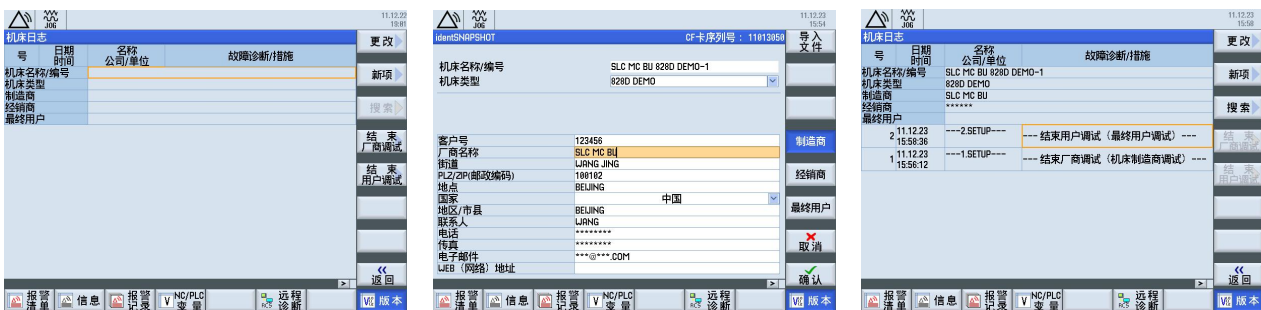 JOG
11.12.22
19:01
机床日志
号 日期 时间 名称 公司/单位 故障诊断/措施
机床名称/编号
机床类型
制造商
经销商
最终用户
更改
新项
搜索
结束
厂商调试
结束
用户调试
返回
报警清单 信息 报警记录 NC/PLC变量 远程诊断 版本
JOG
11.12.23
15:54
identSNAPSHOT CF卡序列号: 11013050
机床名称/编号 SLC MC BU 828D DEMO-1
机床类型 828D DEMO
客户号 123456
厂商名称 SLC MC BU
街道 WANG JING
PLZ/ZIP(邮政编码) 100102
地点 BEIJING
国家 中国
地区/市县 BEIJING
联系人 WANG
电话 ********
传真 ********
电子邮件 ***@***.COM
WEB（网络）地址
导入
文件
制造商
经销商
最终用户
取消
确认
报警清单 信息 报警记录 NC/PLC变量 远程诊断 版本
JOG
11.12.23
15:58
机床日志
号 日期 时间 名称 公司/单位 故障诊断/措施
机床名称/编号 SLC MC BU 828D DEMO-1
机床类型 828D DEMO
制造商 SLC MC BU
经销商 ******
最终用户
2 11.12.23 15:58:36 ---2.SETUP--- --- 结束用户调试（最终用户调试）---
1 11.12.23 15:56:12 ---1.SETUP--- --- 结束厂商调试（机床制造商调试）---
更改
新项
搜索
结束
厂商调试
结束
用户调试
返回
报警清单 信息 报警记录 NC/PLC变量 远程诊断 版本